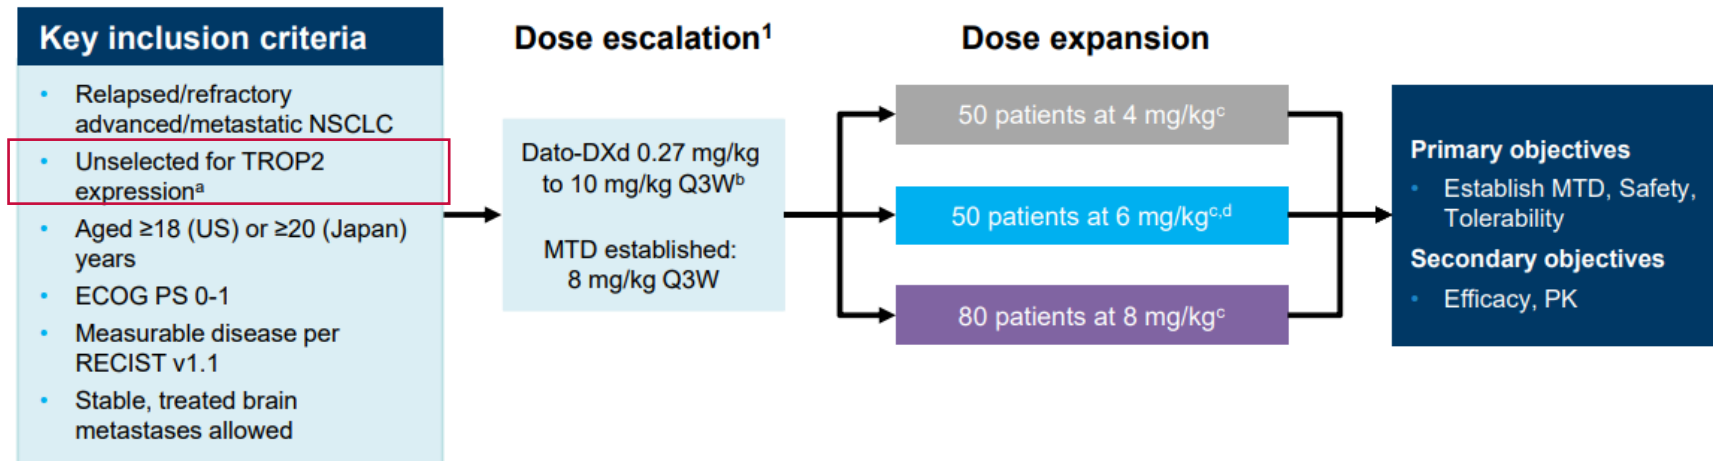 Key inclusion criteria
• Relapsed/refractory
advanced/metastatic NSCLC
• Unselected for TROP2
expressionᵃ
• Aged ≥18 (US) or ≥20 (Japan)
years
• ECOG PS 0-1
• Measurable disease per
RECIST v1.1
• Stable, treated brain
metastases allowed
Dose escalation¹
Dato-DXd 0.27 mg/kg
to 10 mg/kg Q3Wᵇ
MTD established:
8 mg/kg Q3W
Dose expansion
50 patients at 4 mg/kgᶜ
50 patients at 6 mg/kgᶜ,ᵈ
80 patients at 8 mg/kgᶜ
Primary objectives
• Establish MTD, Safety,
Tolerability
Secondary objectives
• Efficacy, PK